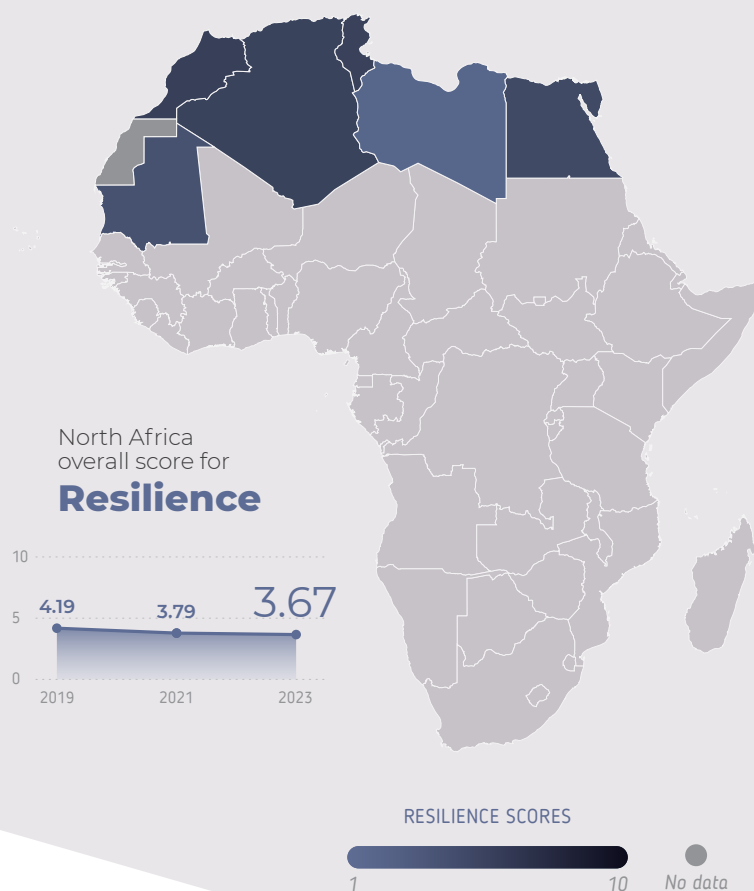 North Africa
overall score for
Resilience
10
5
0
4.19
3.79
3.67
2019
2021
2023
RESILIENCE SCORES
1
10
No data